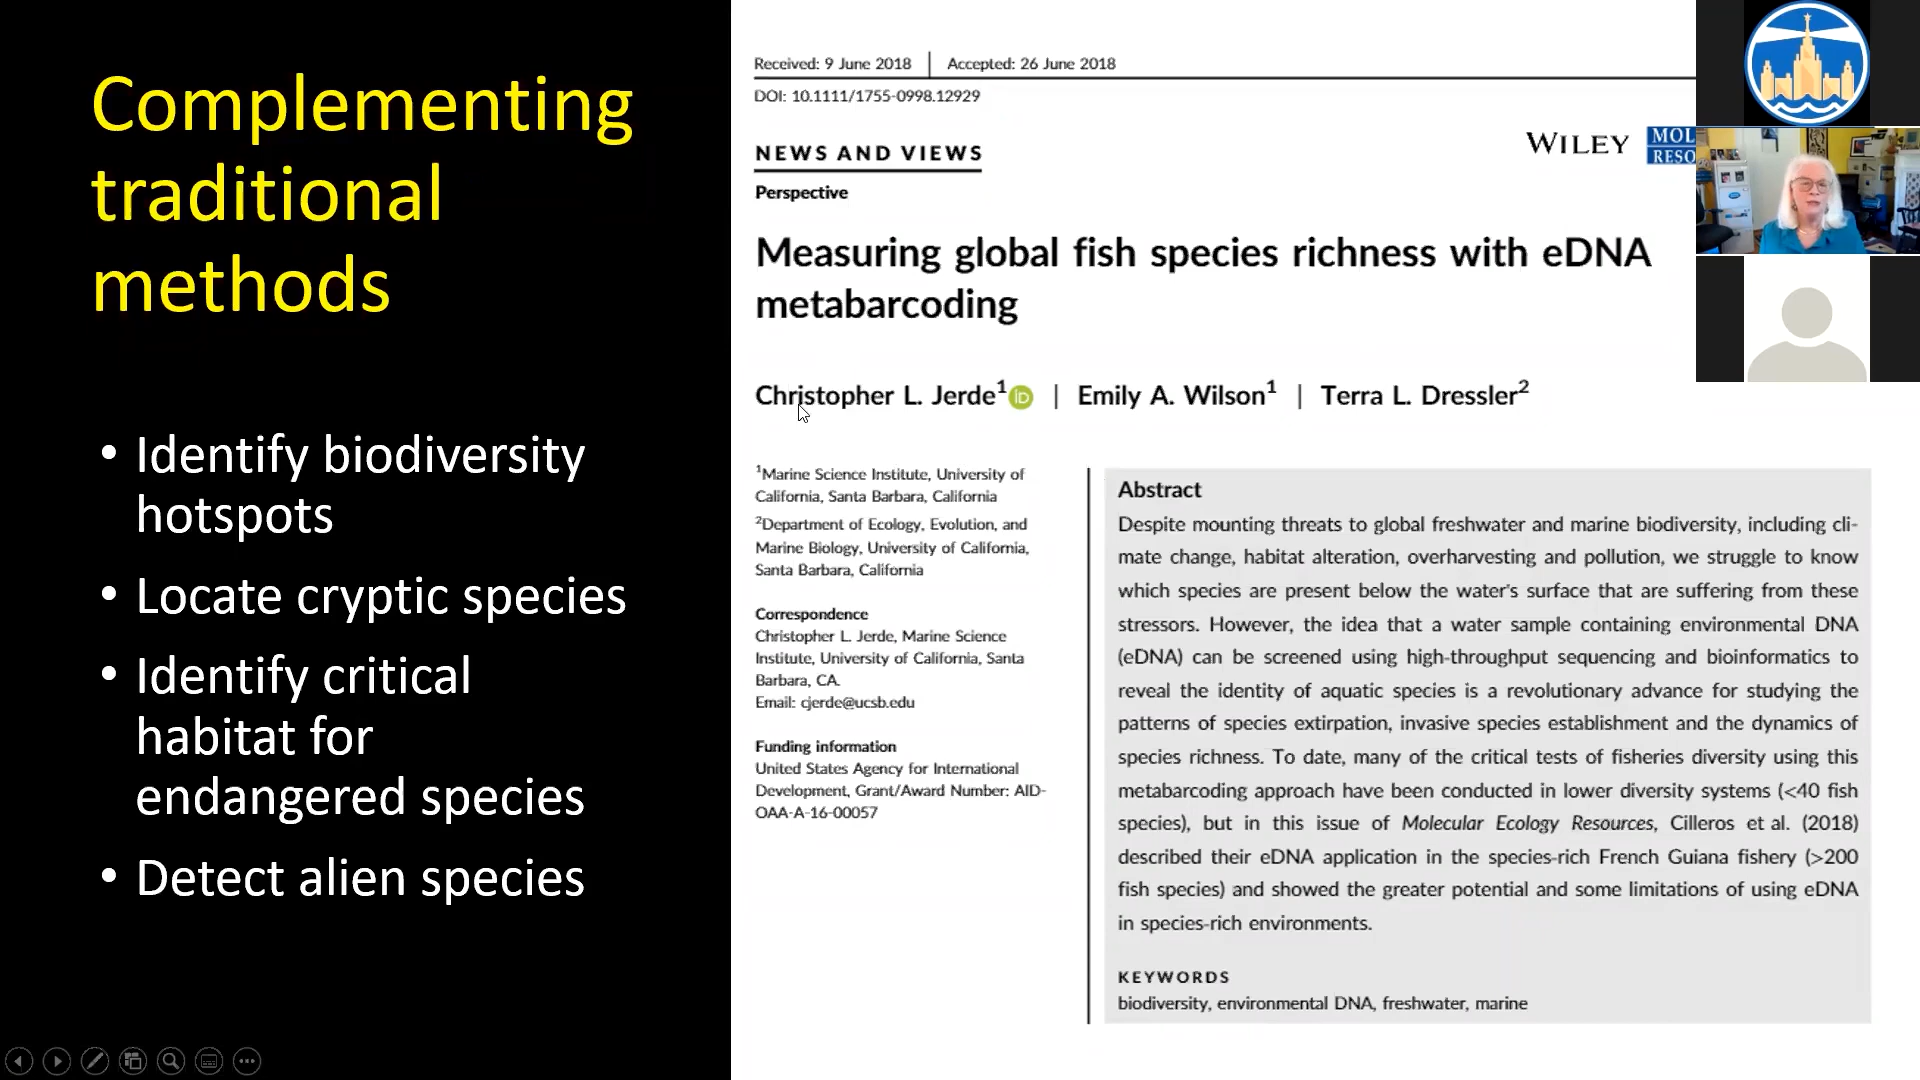 Complementing
traditional
methods
• Identify biodiversity
hotspots
• Locate cryptic species
• Identify critical
habitat for
endangered species
• Detect alien species
Received: 9 June 2018 | Accepted: 26 June 2018
DOI: 10.1111/1755-0998.12929
NEWS AND VIEWS
WILEY MOL
RESO
Perspective
Measuring global fish species richness with eDNA
metabarcoding
Christopher L. Jerde1 iD | Emily A. Wilson1 | Terra L. Dressler2
1Marine Science Institute, University of
California, Santa Barbara, California
2Department of Ecology, Evolution, and
Marine Biology, University of California,
Santa Barbara, California
Correspondence
Christopher L. Jerde, Marine Science
Institute, University of California, Santa
Barbara, CA.
Email: cjerde@ucsb.edu
Funding information
United States Agency for International
Development, Grant/Award Number: AID-
OAA-A-16-00057
Abstract
Despite mounting threats to global freshwater and marine biodiversity, including cli-
mate change, habitat alteration, overharvesting and pollution, we struggle to know
which species are present below the water's surface that are suffering from these
stressors. However, the idea that a water sample containing environmental DNA
(eDNA) can be screened using high-throughput sequencing and bioinformatics to
reveal the identity of aquatic species is a revolutionary advance for studying the
patterns of species extirpation, invasive species establishment and the dynamics of
species richness. To date, many of the critical tests of fisheries diversity using this
metabarcoding approach have been conducted in lower diversity systems (<40 fish
species), but in this issue of Molecular Ecology Resources, Cilleros et al. (2018)
described their eDNA application in the species-rich French Guiana fishery (>200
fish species) and showed the greater potential and some limitations of using eDNA
in species-rich environments.
KEYWORDS
biodiversity, environmental DNA, freshwater, marine